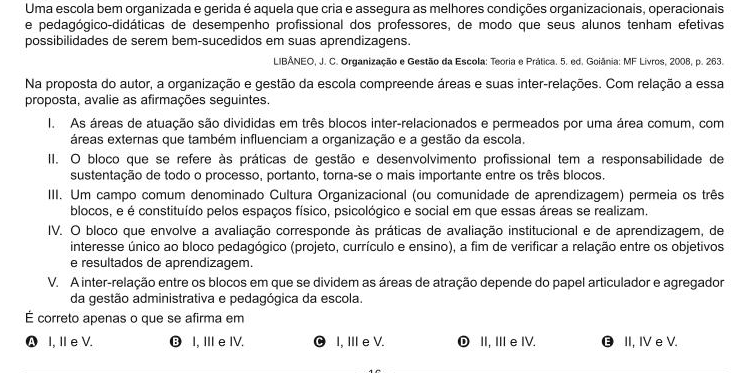 Uma escola bem organizada e gerida é aquela que cria e assegura as melhores condições organizacionais, operacionais
e pedagógico-didáticas de desempenho profissional dos professores, de modo que seus alunos tenham efetivas
possibilidades de serem bem-sucedidos em suas aprendizagens.
LIBÂNEO, J. C. Organização e Gestão da Escola: Teoria e Prática. 5. ed. Goiânia: MF Livros, 2008, p. 263.
Na proposta do autor, a organização e gestão da escola compreende áreas e suas inter-relações. Com relação a essa
proposta, avalie as afirmações seguintes.
I. As áreas de atuação são divididas em três blocos inter-relacionados e permeados por uma área comum, com
áreas externas que também influenciam a organização e a gestão da escola.
II. O bloco que se refere às práticas de gestão e desenvolvimento profissional tem a responsabilidade de
sustentação de todo o processo, portanto, torna-se o mais importante entre os três blocos.
III. Um campo comum denominado Cultura Organizacional (ou comunidade de aprendizagem) permeia os três
blocos, e é constituído pelos espaços físico, psicológico e social em que essas áreas se realizam.
IV. O bloco que envolve a avaliação corresponde às práticas de avaliação institucional e de aprendizagem, de
interesse único ao bloco pedagógico (projeto, currículo e ensino), a fim de verificar a relação entre os objetivos
e resultados de aprendizagem.
V. A inter-relação entre os blocos em que se dividem as áreas de atração depende do papel articulador e agregador
da gestão administrativa e pedagógica da escola.
É correto apenas o que se afirma em
A I, II e V. B I, III e IV. C I, III e V. D II, III e IV. E II, IV e V.